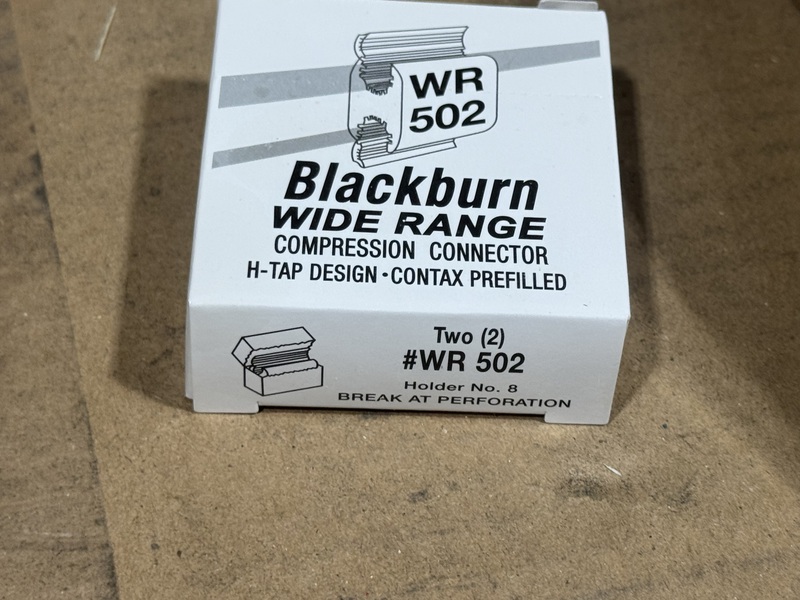 WR
502
Blackburn
WIDE RANGE
COMPRESSION CONNECTOR
H-TAP DESIGN • CONTAX PREFILLED
Two (2)
#WR 502
Holder No. 8
BREAK AT PERFORATION